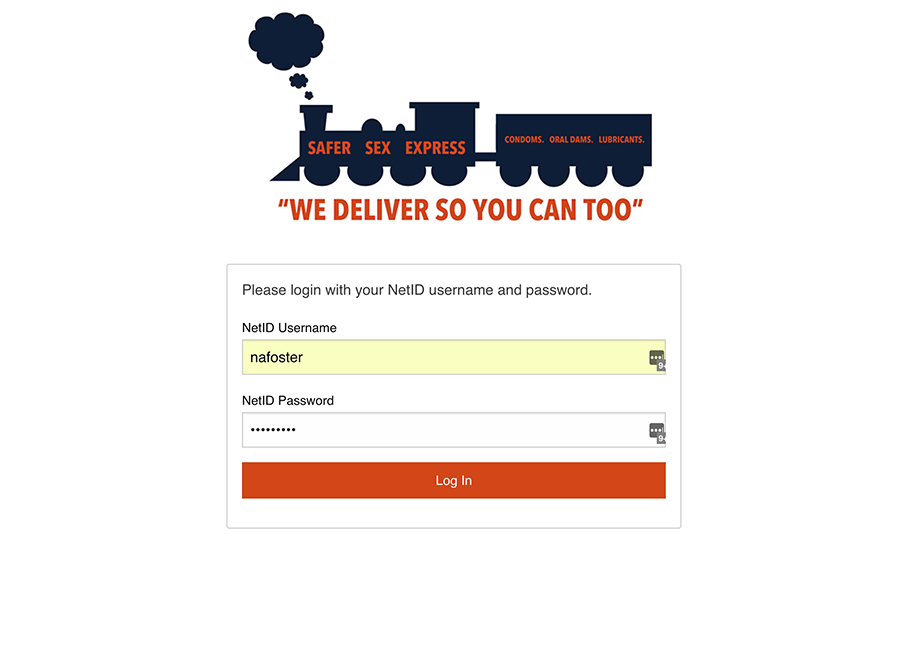 SAFER SEX EXPRESS
CONDOMS. ORAL DAMS. LUBRICANTS.
“WE DELIVER SO YOU CAN TOO”
Please login with your NetID username and password.
NetID Username
nafoster
NetID Password
•••••••••
Log In